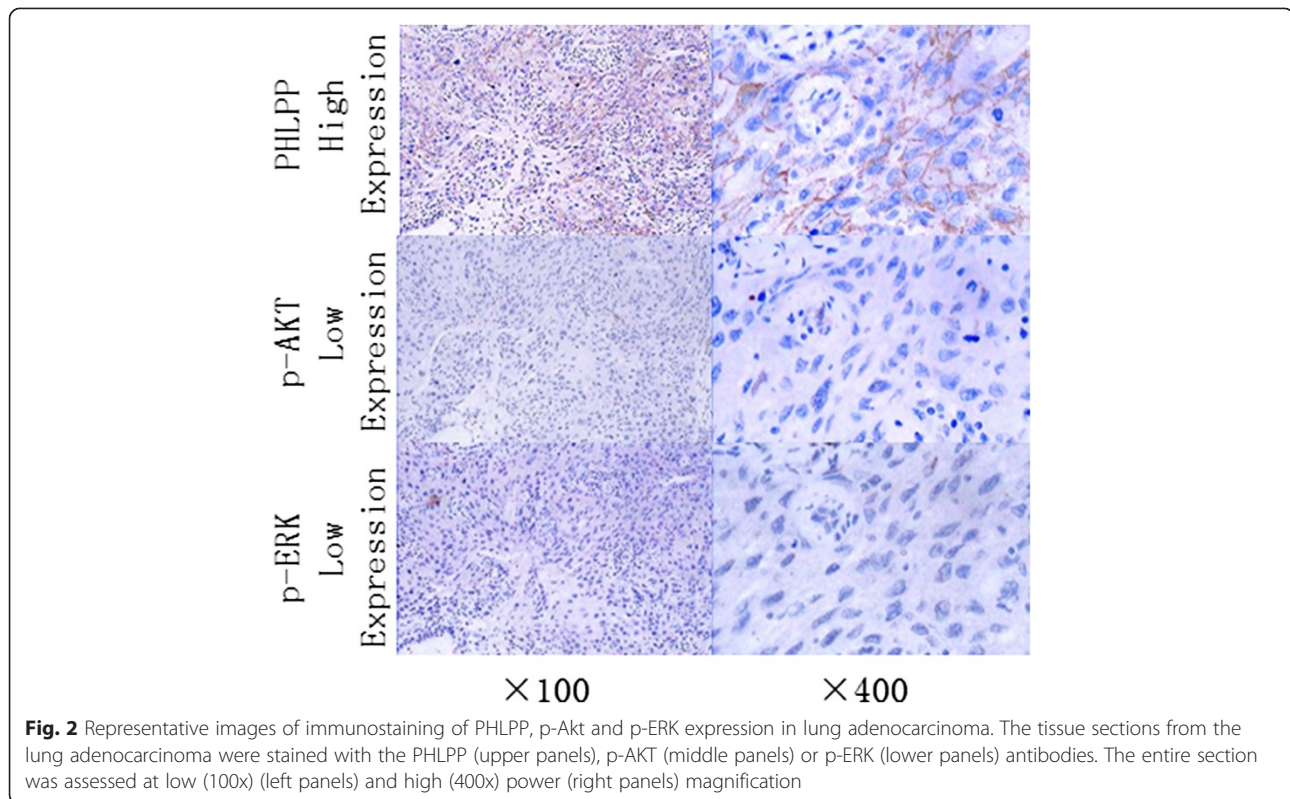 PHLPP
High
Expression
p-AKT
Low
Expression
p-ERK
Low
Expression
×100
×400
Fig. 2 Representative images of immunostaining of PHLPP, p-Akt and p-ERK expression in lung adenocarcinoma. The tissue sections from the
lung adenocarcinoma were stained with the PHLPP (upper panels), p-AKT (middle panels) or p-ERK (lower panels) antibodies. The entire section
was assessed at low (100x) (left panels) and high (400x) power (right panels) magnification